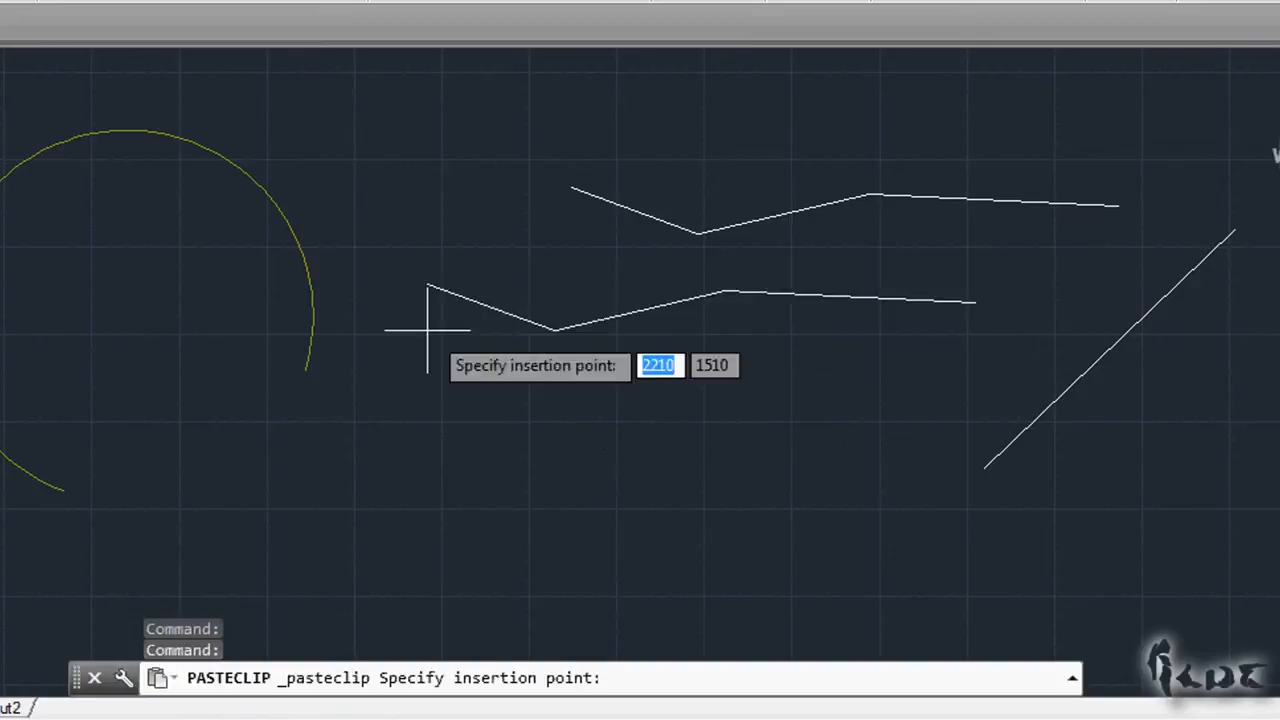 Specify insertion point: 2210 1510
Command:
Command:
PASTECLIP _pasteclip Specify insertion point:
ut2